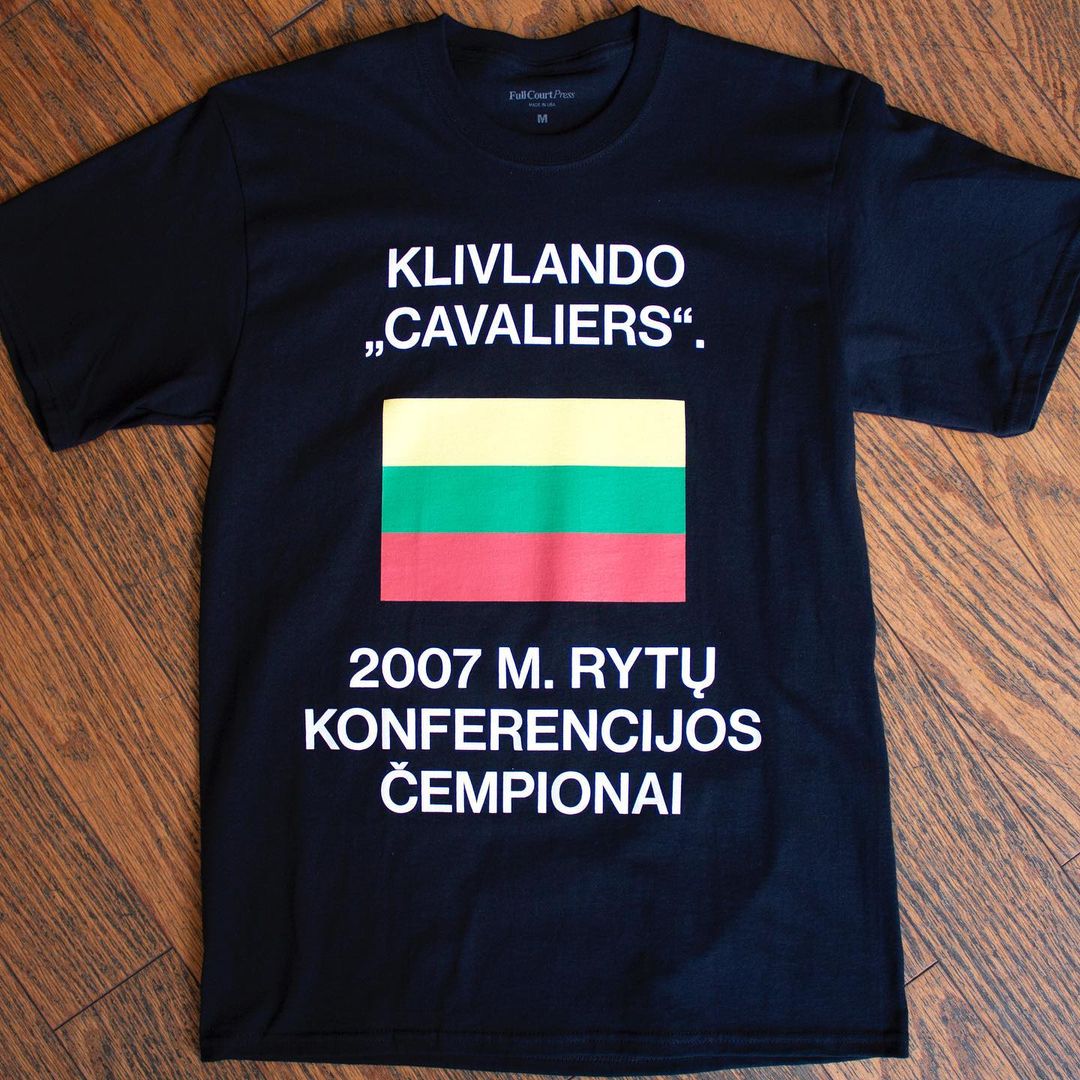 Full Court Press
MADE IN USA
M
KLIVLANDO
„CAVALIERS“.
2007 M. RYTŲ
KONFERENCIJOS
ČEMPIONAI